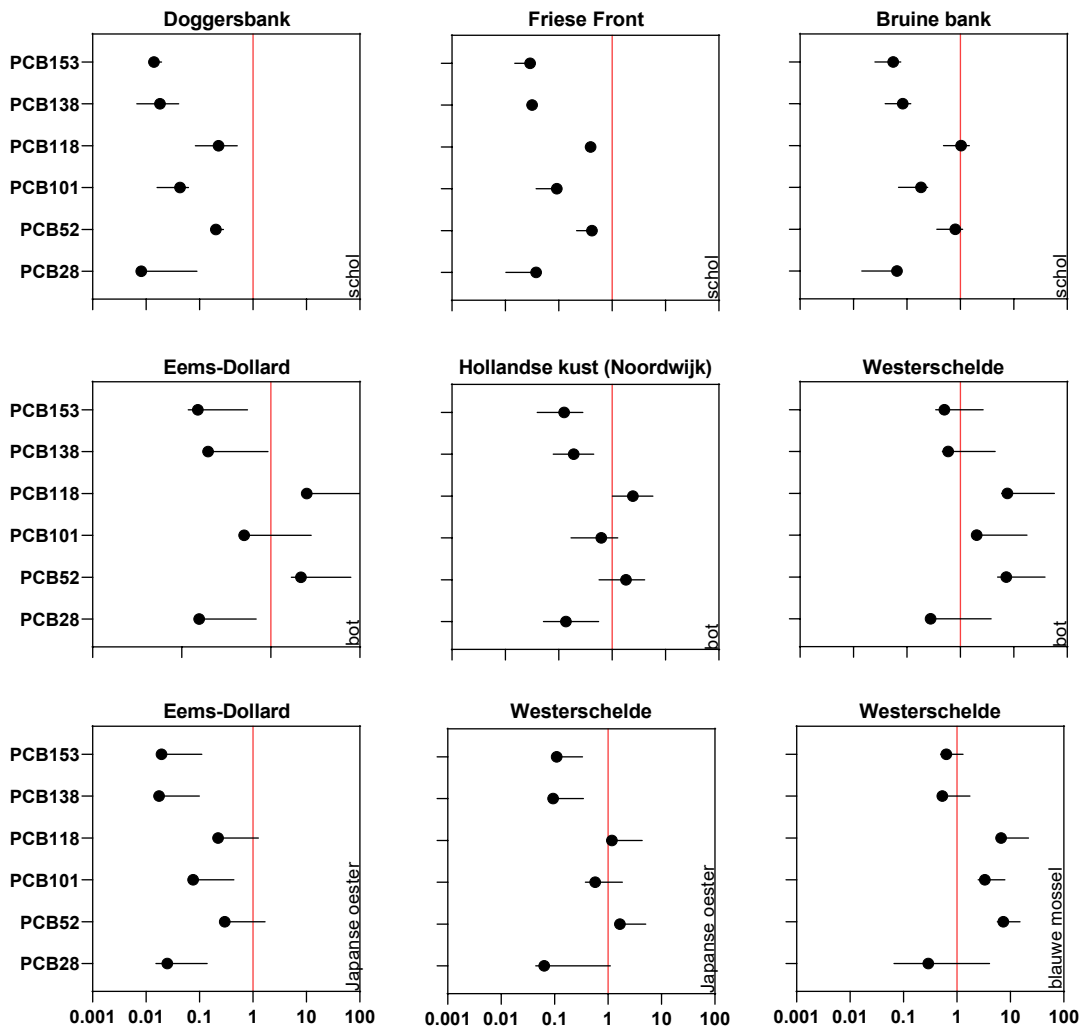 Doggersbank
Friese Front
Bruine bank
PCB153
PCB138
PCB118
PCB101
PCB52
PCB28
schol
schol
schol
Eems-Dollard
Hollandse kust (Noordwijk)
Westerschelde
PCB153
PCB138
PCB118
PCB101
PCB52
PCB28
bot
bot
bot
Eems-Dollard
Westerschelde
Westerschelde
PCB153
PCB138
PCB118
PCB101
PCB52
PCB28
Japanse oester
Japanse oester
blauwe mossel
0.001 0.01 0.1 0 10 100
0.001 0.01 0.1 0 10 100
0.001 0.01 0.1 0 10 100